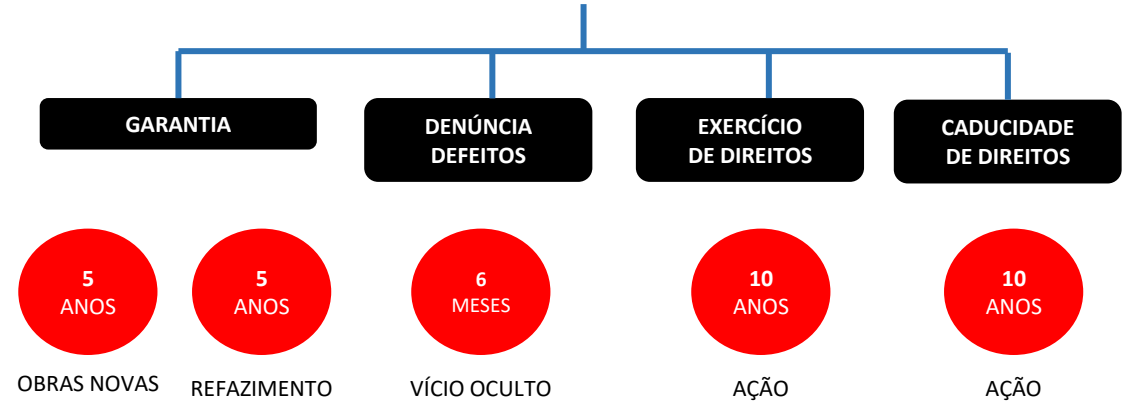 GARANTIA
DENÚNCIA
DEFEITOS
EXERCÍCIO
DE DIREITOS
CADUCIDADE
DE DIREITOS
5
ANOS
5
ANOS
6
MESES
10
ANOS
10
ANOS
OBRAS NOVAS
REFAZIMENTO
VÍCIO OCULTO
AÇÃO
AÇÃO